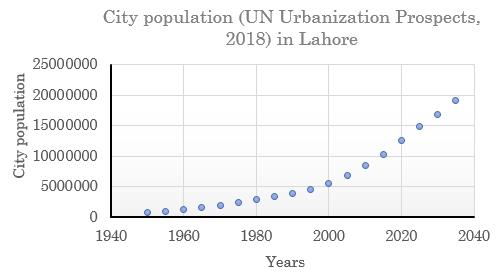 City population (UN Urbanization Prospects,
2018) in Lahore
25000000
20000000
15000000
10000000
5000000
0
City population
1940 1960 1980 2000 2020 2040
Years